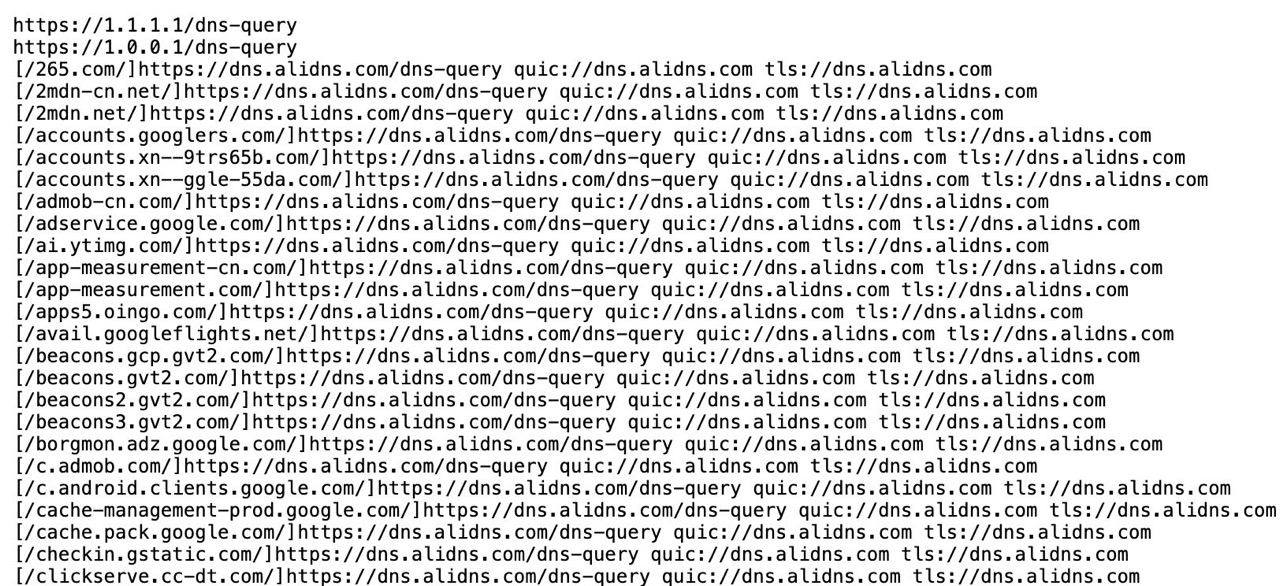 https://1.1.1.1/dns-query
https://1.0.0.1/dns-query
[/265.com/]https://dns.alidns.com/dns-query quic://dns.alidns.com tls://dns.alidns.com
[/2mdn-cn.net/]https://dns.alidns.com/dns-query quic://dns.alidns.com tls://dns.alidns.com
[/2mdn.net/]https://dns.alidns.com/dns-query quic://dns.alidns.com tls://dns.alidns.com
[/accounts.googlers.com/]https://dns.alidns.com/dns-query quic://dns.alidns.com tls://dns.alidns.com
[/accounts.xn--9trs65b.com/]https://dns.alidns.com/dns-query quic://dns.alidns.com tls://dns.alidns.com
[/accounts.xn--ggle-55da.com/]https://dns.alidns.com/dns-query quic://dns.alidns.com tls://dns.alidns.com
[/admob-cn.com/]https://dns.alidns.com/dns-query quic://dns.alidns.com tls://dns.alidns.com
[/adservice.google.com/]https://dns.alidns.com/dns-query quic://dns.alidns.com tls://dns.alidns.com
[/ai.ytimg.com/]https://dns.alidns.com/dns-query quic://dns.alidns.com tls://dns.alidns.com
[/app-measurement-cn.com/]https://dns.alidns.com/dns-query quic://dns.alidns.com tls://dns.alidns.com
[/app-measurement.com/]https://dns.alidns.com/dns-query quic://dns.alidns.com tls://dns.alidns.com
[/apps5.oingo.com/]https://dns.alidns.com/dns-query quic://dns.alidns.com tls://dns.alidns.com
[/avail.googleflights.net/]https://dns.alidns.com/dns-query quic://dns.alidns.com tls://dns.alidns.com
[/beacons.gcp.gvt2.com/]https://dns.alidns.com/dns-query quic://dns.alidns.com tls://dns.alidns.com
[/beacons.gvt2.com/]https://dns.alidns.com/dns-query quic://dns.alidns.com tls://dns.alidns.com
[/beacons2.gvt2.com/]https://dns.alidns.com/dns-query quic://dns.alidns.com tls://dns.alidns.com
[/beacons3.gvt2.com/]https://dns.alidns.com/dns-query quic://dns.alidns.com tls://dns.alidns.com
[/borgmon.adz.google.com/]https://dns.alidns.com/dns-query quic://dns.alidns.com tls://dns.alidns.com
[/c.admob.com/]https://dns.alidns.com/dns-query quic://dns.alidns.com tls://dns.alidns.com
[/c.android.clients.google.com/]https://dns.alidns.com/dns-query quic://dns.alidns.com tls://dns.alidns.com
[/cache-management-prod.google.com/]https://dns.alidns.com/dns-query quic://dns.alidns.com tls://dns.alidns.com
[/cache.pack.google.com/]https://dns.alidns.com/dns-query quic://dns.alidns.com tls://dns.alidns.com
[/checkin.gstatic.com/]https://dns.alidns.com/dns-query quic://dns.alidns.com tls://dns.alidns.com
[/clickserve.cc-dt.com/]https://dns.alidns.com/dns-query quic://dns.alidns.com tls://dns.alidns.com